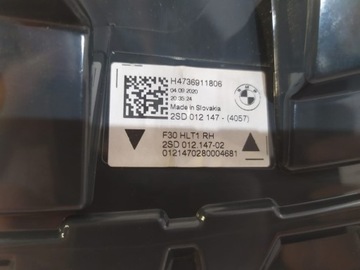 H4736911806
04.09.2020
20:35:24
Made in Slovakia
2SD 012 147 - (4057)
F30 HLT1 RH
2SD 012.147-02
0121470280004681